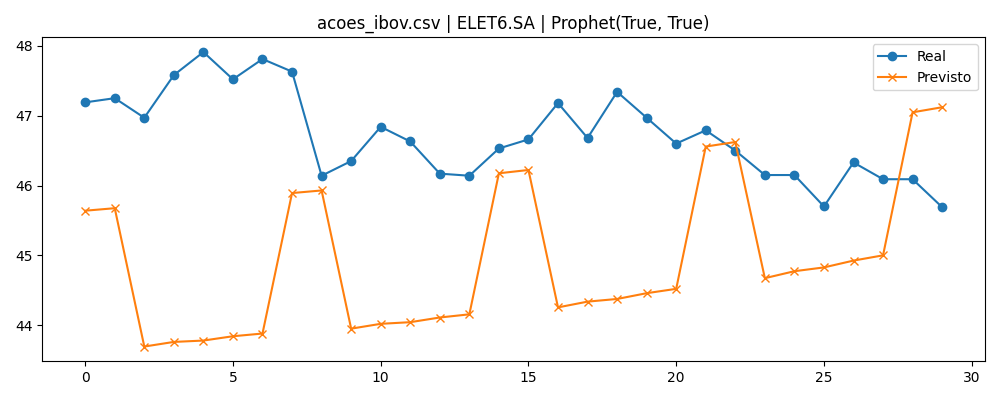 acoes_ibov.csv | ELET6.SA | Prophet(True, True)
Real
Previsto
48
47
46
45
44
0 5 10 15 20 25 30